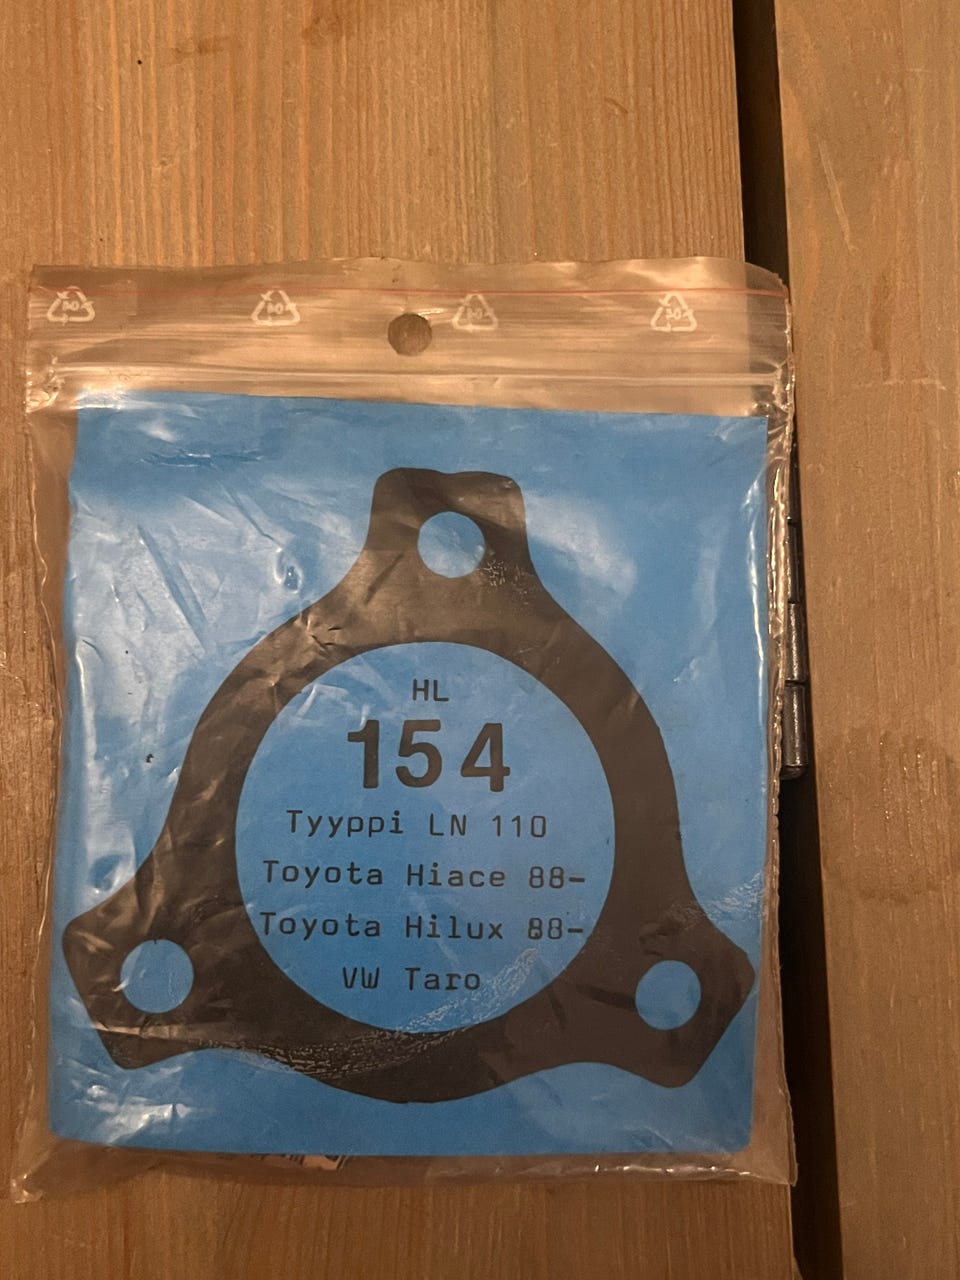 HL
154
Tyyppi LN 110
Toyota Hiace 88-
Toyota Hilux 88-
VW Taro